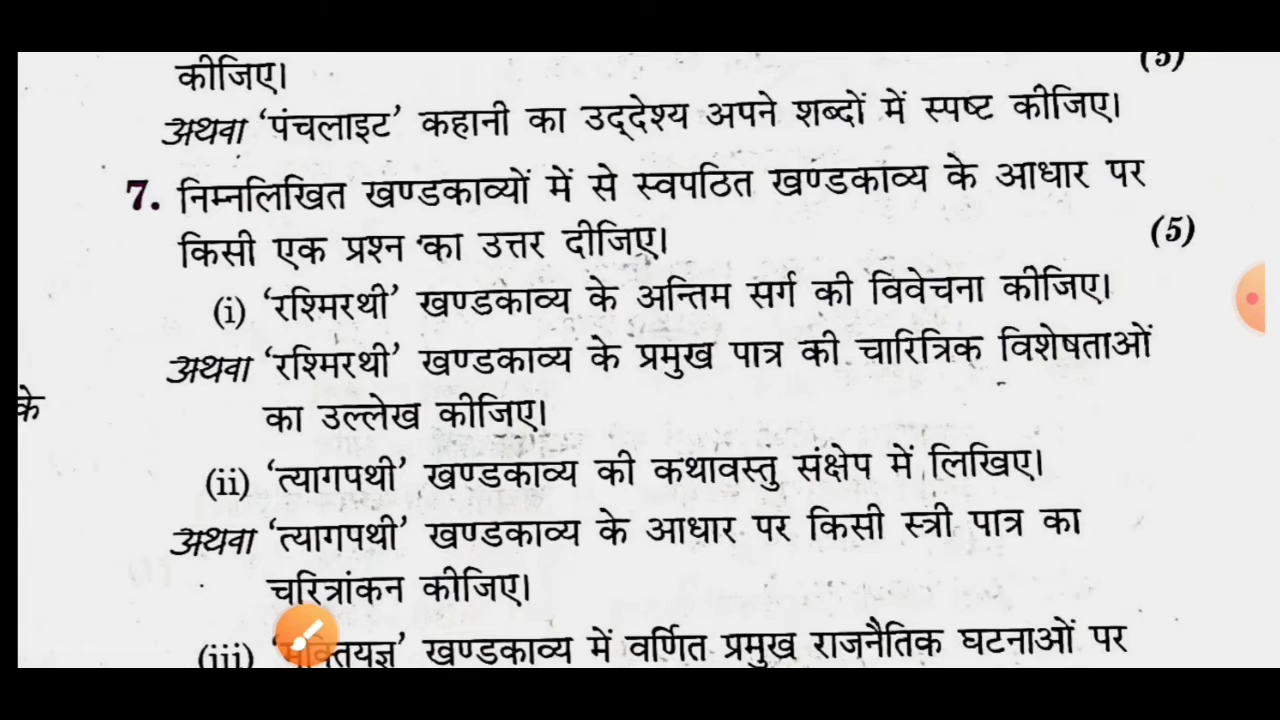 कीजिए।
(5)
अथवा ‘पंचलाइट’ कहानी का उद्देश्य अपने शब्दों में स्पष्ट कीजिए।
7. निम्नलिखित खण्डकाव्यों में से स्वपठित खण्डकाव्य के आधार पर
किसी एक प्रश्न का उत्तर दीजिए।
(5)
(i) ‘रश्मिरथी’ खण्डकाव्य के अन्तिम सर्ग की विवेचना कीजिए।
अथवा ‘रश्मिरथी’ खण्डकाव्य के प्रमुख पात्र की चारित्रिक विशेषताओं
के
का उल्लेख कीजिए।
(ii) ‘त्यागपथी’ खण्डकाव्य की कथावस्तु संक्षेप में लिखिए।
अथवा ‘त्यागपथी’ खण्डकाव्य के आधार पर किसी स्त्री पात्र का
चरित्रांकन कीजिए।
(iii) ‘मुक्तियज्ञ’ खण्डकाव्य में वर्णित प्रमुख राजनैतिक घटनाओं पर